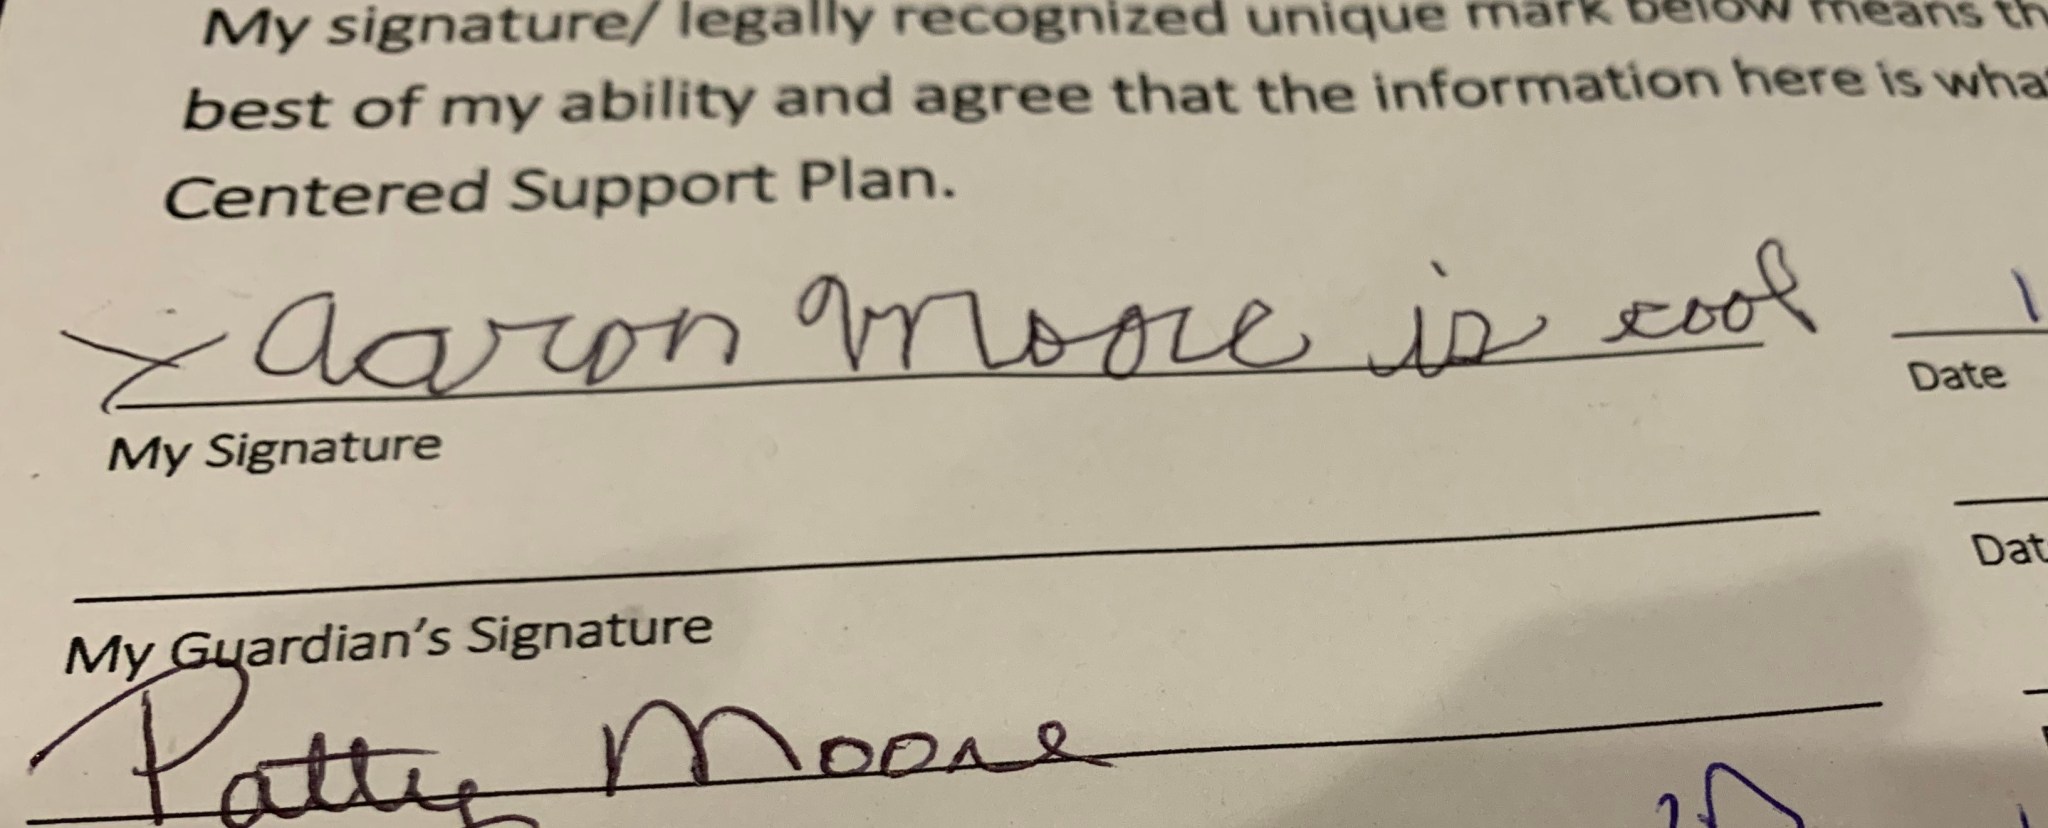 My signature/ legally recognized unique mark below means th
best of my ability and agree that the information here is wha
Centered Support Plan.
x Aaron Moore is cool
1
My Signature
Date
My Guardian's Signature
Dat
Patty Moore